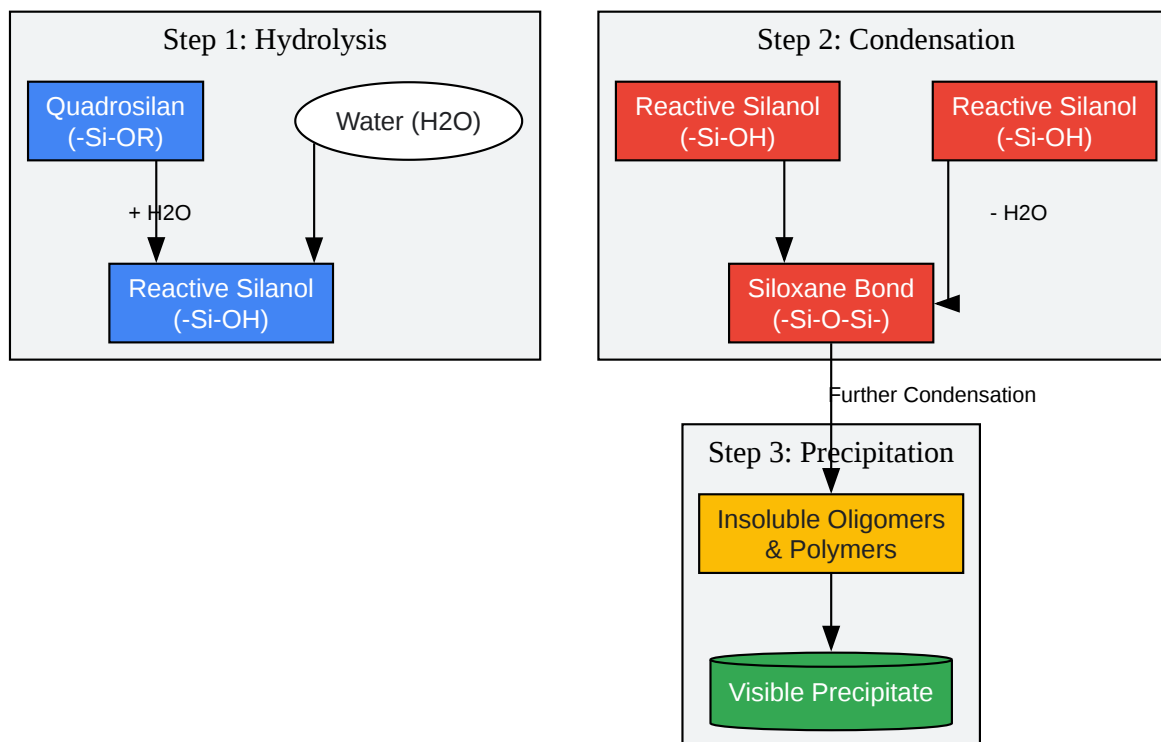 Step 1: Hydrolysis
Quadrosilan
(-Si-OR)
Water (H2O)
+ H2O
Reactive Silanol
(-Si-OH)
Step 2: Condensation
Reactive Silanol
(-Si-OH)
Reactive Silanol
(-Si-OH)
- H2O
Siloxane Bond
(-Si-O-Si-)
Further Condensation
Step 3: Precipitation
Insoluble Oligomers
& Polymers
Visible Precipitate